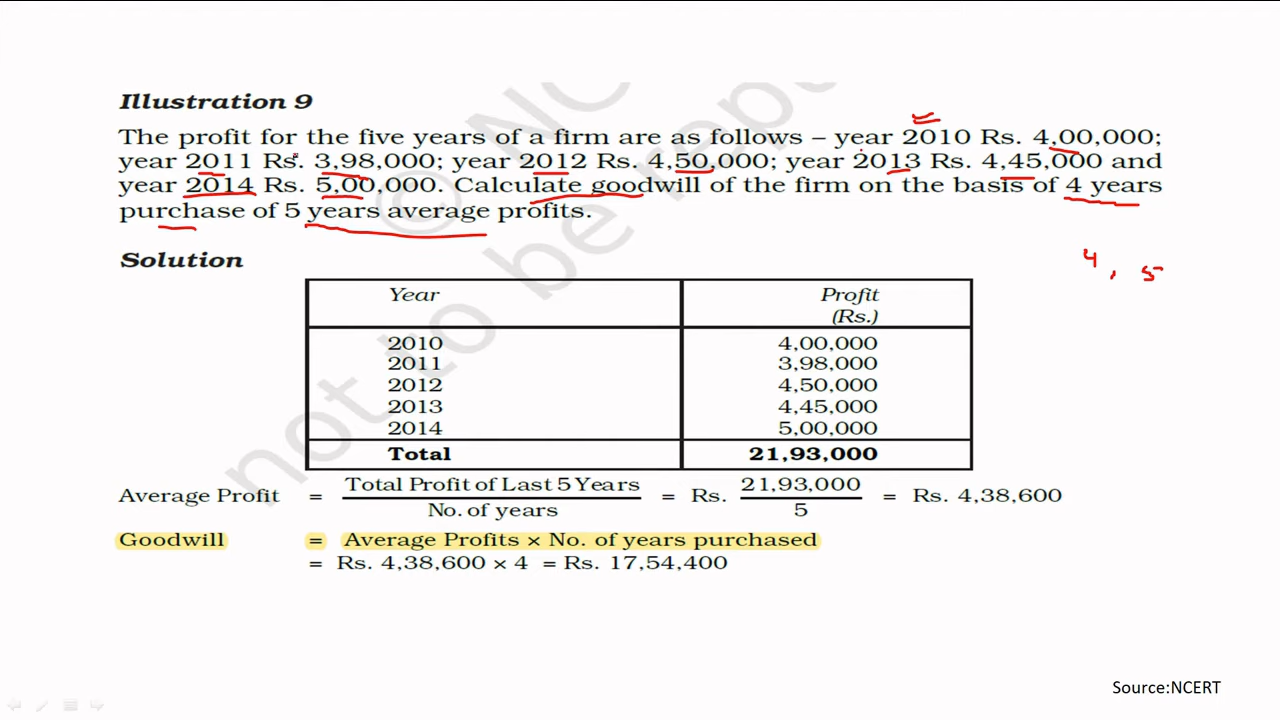 Illustration 9
The profit for the five years of a firm are as follows – year 2010 Rs. 4,00,000;
year 2011 Rs. 3,98,000; year 2012 Rs. 4,50,000; year 2013 Rs. 4,45,000 and
year 2014 Rs. 5,00,000. Calculate goodwill of the firm on the basis of 4 years
purchase of 5 years average profits.
4, 5
Solution
Year Profit
(Rs.)
2010 4,00,000
2011 3,98,000
2012 4,50,000
2013 4,45,000
2014 5,00,000
Total 21,93,000
Average Profit = Total Profit of Last 5 Years / No. of years = Rs. 21,93,000 / 5 = Rs. 4,38,600
Goodwill = Average Profits × No. of years purchased
= Rs. 4,38,600 × 4 = Rs. 17,54,400
© NC
not to be rep
Source:NCERT